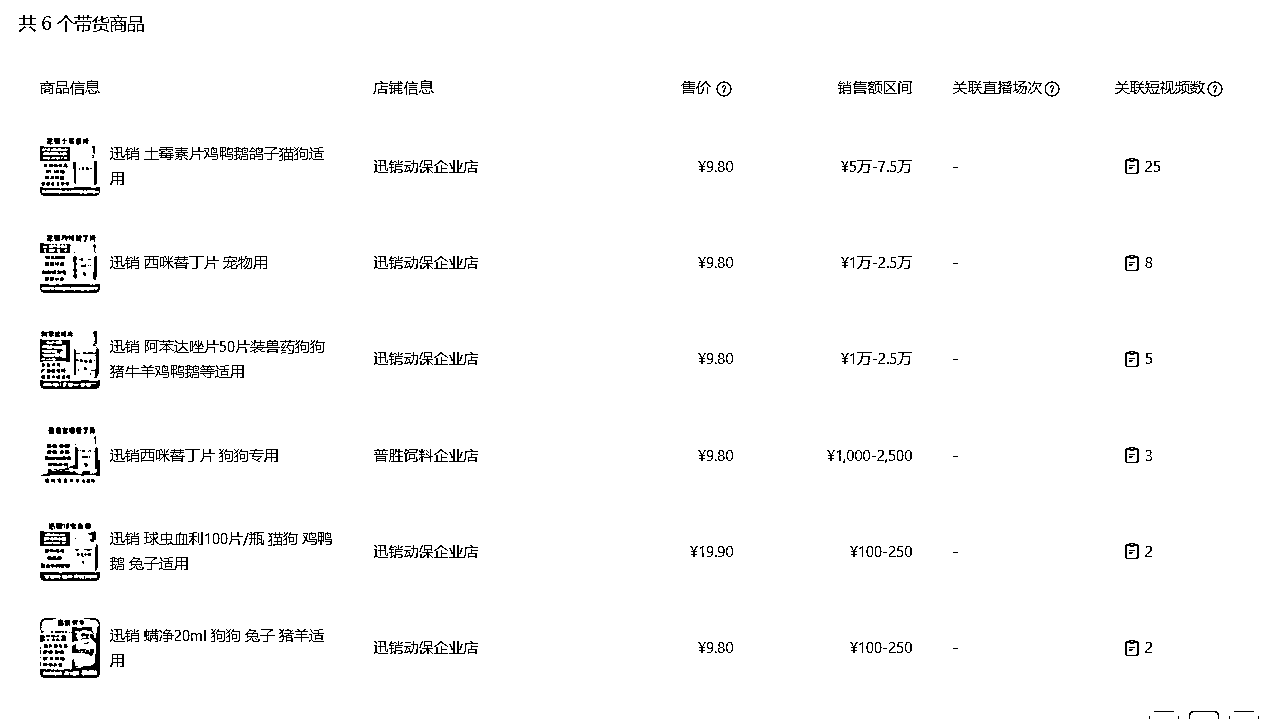 共 6 个带货商品
商品信息 店铺信息 售价 销售额区间 关联直播场次 关联短视频数
迅销 土霉素片鸡鸭鹅鸽子猫狗适
用
迅销动保企业店 ¥9.80 ¥5万-7.5万 - 25
迅销 西咪替丁片 宠物用 迅销动保企业店 ¥9.80 ¥1万-2.5万 - 8
迅销 阿苯达唑片50片装兽药狗狗
猪牛羊鸡鸭鹅等适用
迅销动保企业店 ¥9.80 ¥1万-2.5万 - 5
迅销西咪替丁片 狗狗专用 普胜饲料企业店 ¥9.80 ¥1,000-2,500 - 3
迅销 球虫血利100片/瓶 猫狗 鸡鸭
鹅 兔子适用
迅销动保企业店 ¥19.90 ¥100-250 - 2
迅销 螨净20ml 狗狗 兔子 猪羊适
用
迅销动保企业店 ¥9.80 ¥100-250 - 2